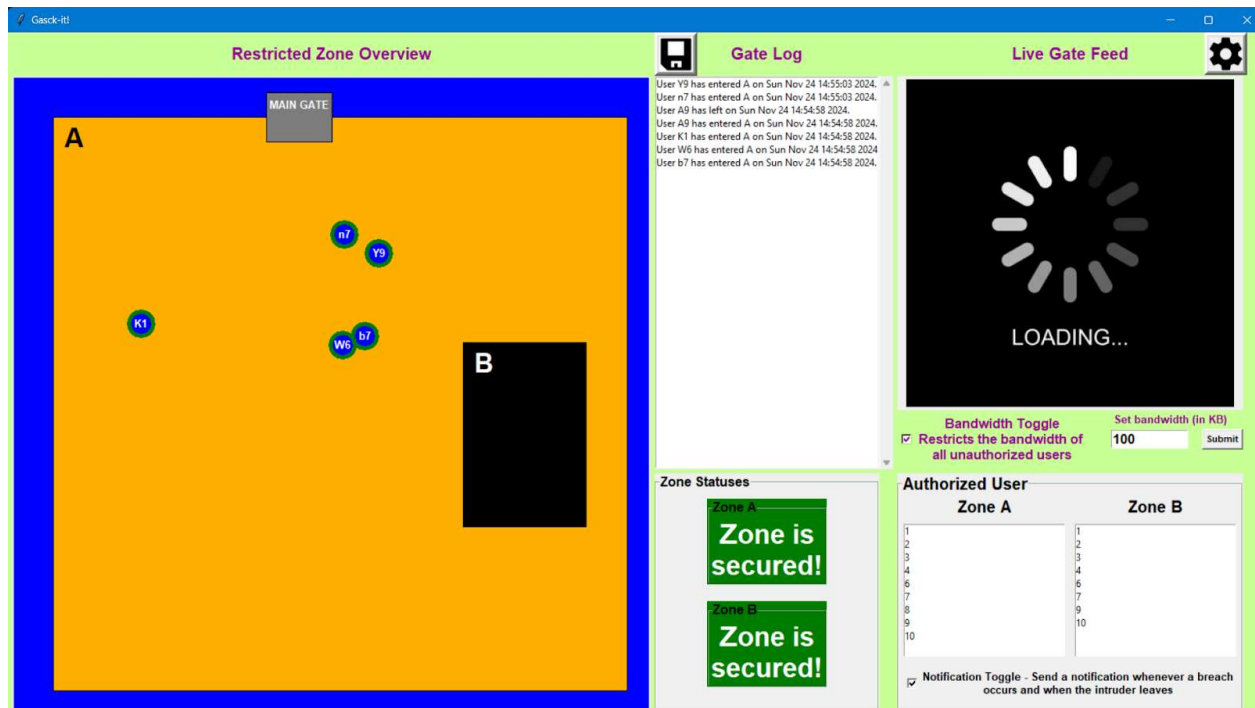 Gasck-it!
Restricted Zone Overview
Gate Log
Live Gate Feed
MAIN GATE
A
n7
Y9
K1
W6
b7
B
User Y9 has entered A on Sun Nov 24 14:55:03 2024.
User n7 has entered A on Sun Nov 24 14:55:03 2024.
User A9 has left on Sun Nov 24 14:54:58 2024.
User A9 has entered A on Sun Nov 24 14:54:58 2024.
User K1 has entered A on Sun Nov 24 14:54:58 2024.
User W6 has entered A on Sun Nov 24 14:54:58 2024
User b7 has entered A on Sun Nov 24 14:54:58 2024.
LOADING...
Bandwidth Toggle
Restricts the bandwidth of
all unauthorized users
Set bandwidth (in KB)
100
Submit
Zone Statuses
Zone A
Zone is
secured!
Zone B
Zone is
secured!
Authorized User
Zone A
1
2
3
4
6
7
8
9
10
Zone B
1
2
3
4
6
7
9
10
Notification Toggle - Send a notification whenever a breach
occurs and when the intruder leaves